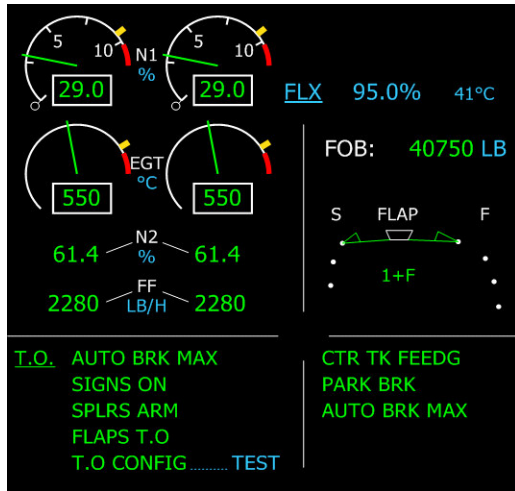 5 10 N1 5 10
%
29.0 29.0 FLX 95.0% 41°C
EGT
°C
FOB: 40750 LB
550 550
S FLAP F
61.4 N2 61.4
%
1+F
2280 FF 2280
LB/H
T.O. AUTO BRK MAX
SIGNS ON
SPLRS ARM
FLAPS T.O
T.O CONFIG.......... TEST
CTR TK FEEDG
PARK BRK
AUTO BRK MAX